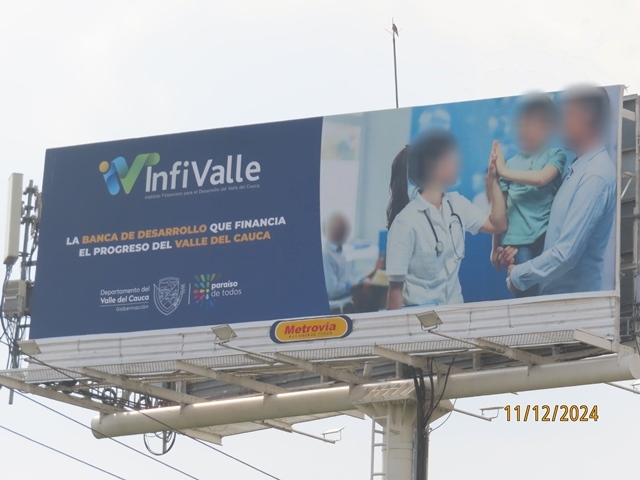 InfiValle
Instituto Financiero para el Desarrollo del Valle del Cauca
LA BANCA DE DESARROLLO QUE FINANCIA
EL PROGRESO DEL VALLE DEL CAUCA
Departamento del
Valle del Cauca
Gobernación
paraíso
de todos
Metrovia
11/12/2024